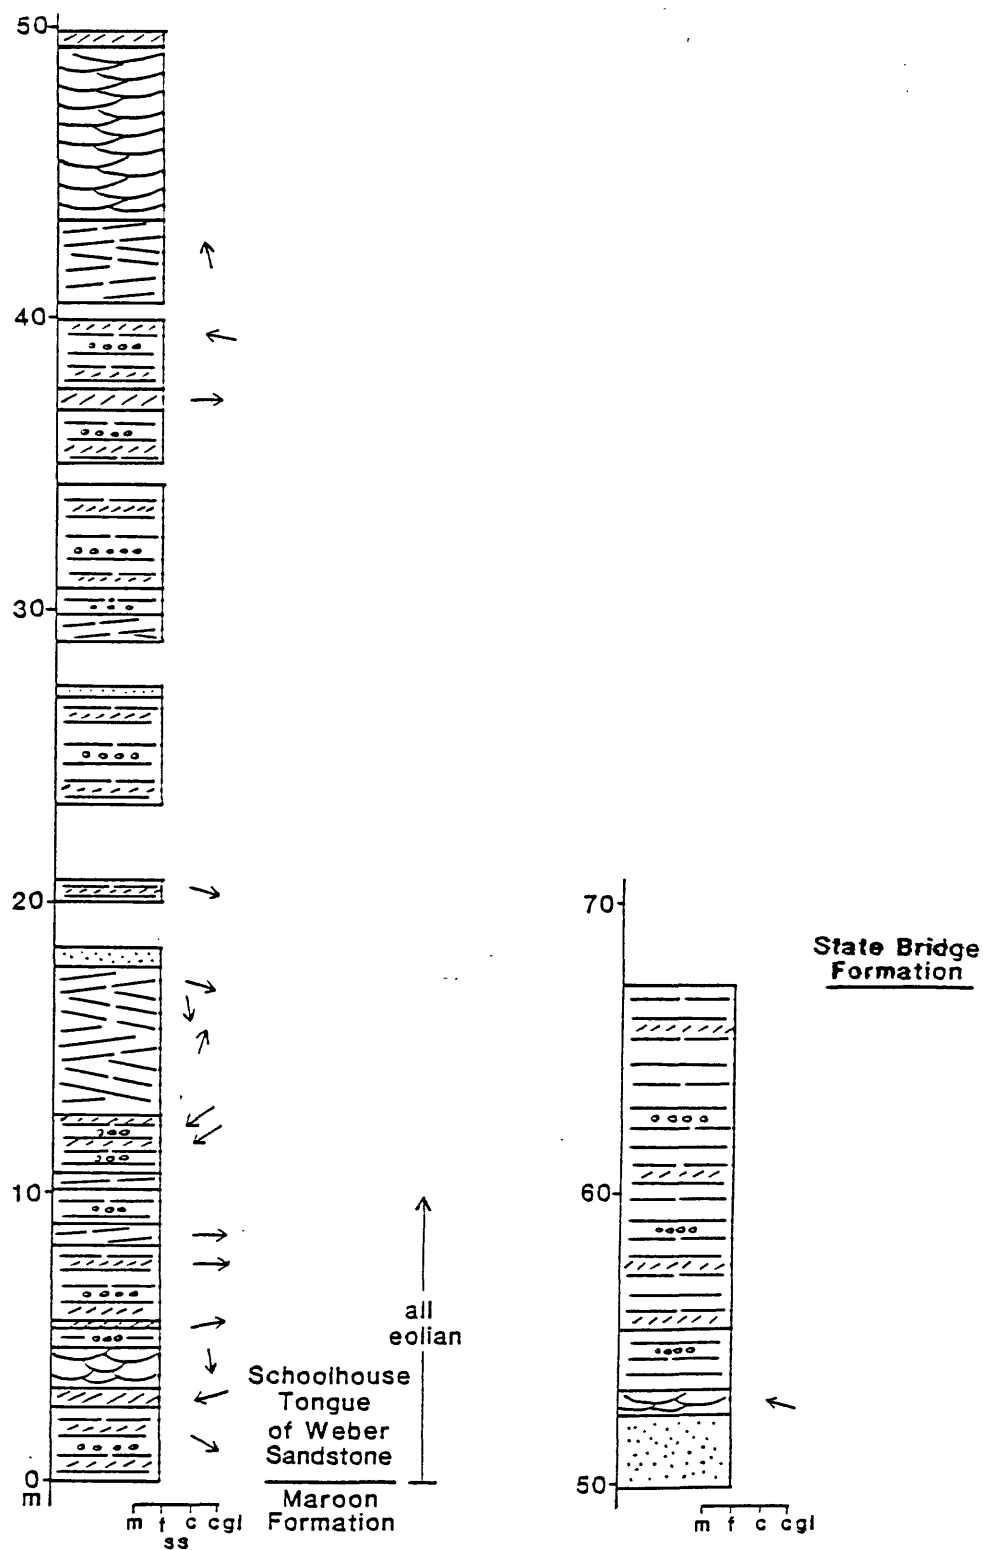 50
40
30
20
10
0
m
m f c cgl
ss
Schoolhouse
Tongue
of Weber
Sandstone
Maroon
Formation
all
eolian
70
60
50
m f c cgl
State Bridge
Formation